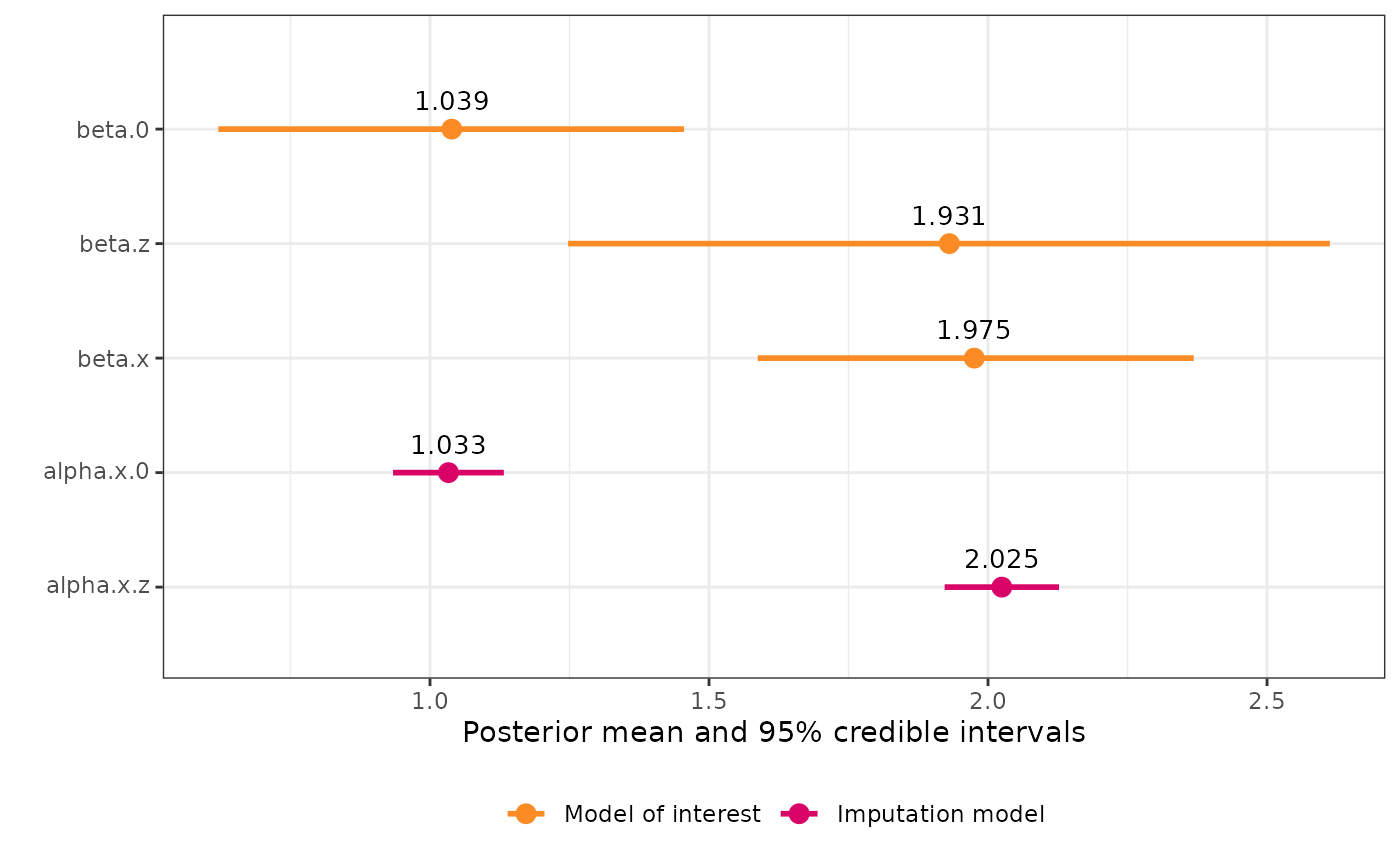 1.039
beta.0
1.931
beta.z
1.975
beta.x
1.033
alpha.x.0
2.025
alpha.x.z
1.0 1.5 2.0 2.5
Posterior mean and 95% credible intervals
Model of interest Imputation model